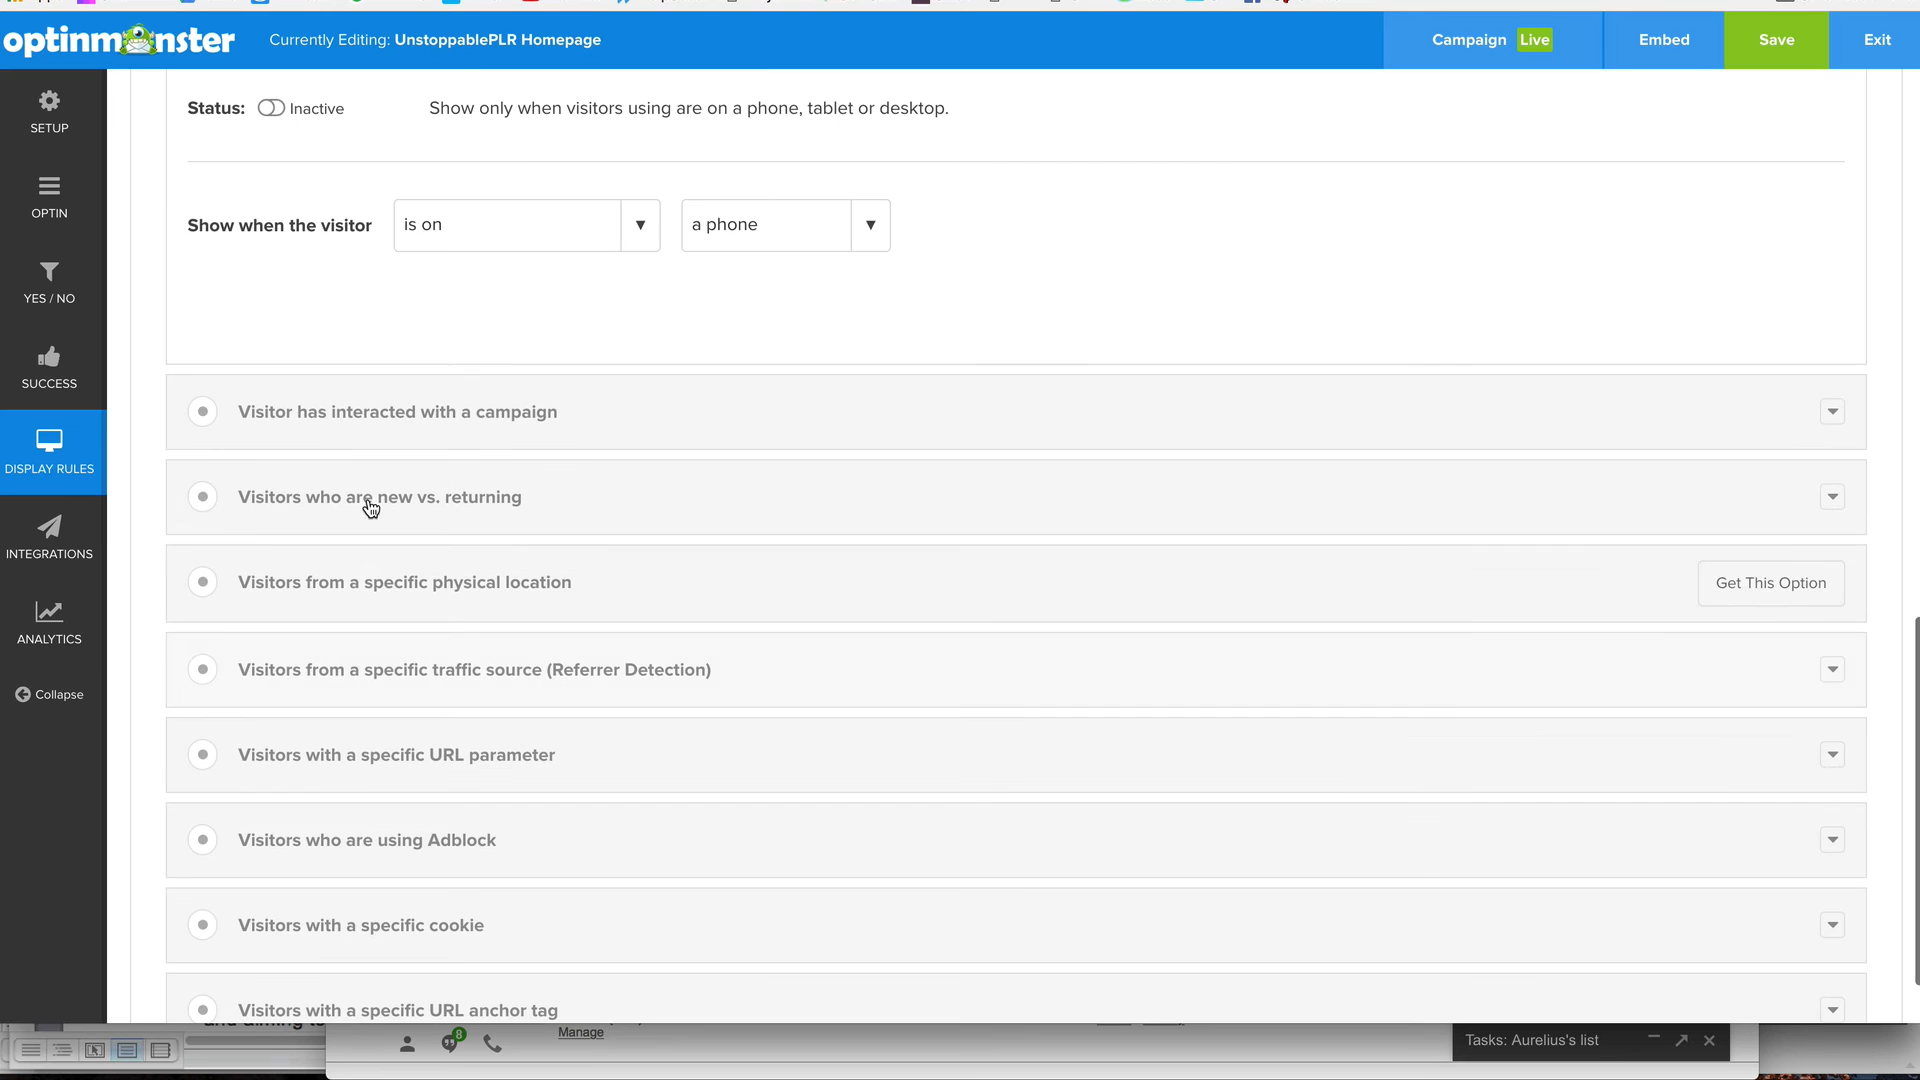 optinmonster
Currently Editing: UnstoppablePLR Homepage
Campaign Live
Embed
Save
Exit
SETUP
OPTIN
YES / NO
SUCCESS
DISPLAY RULES
INTEGRATIONS
ANALYTICS
Collapse
Status: Inactive
Show only when visitors using are on a phone, tablet or desktop.
Show when the visitor
is on
a phone
Visitor has interacted with a campaign
Visitors who are new vs. returning
Visitors from a specific physical location
Get This Option
Visitors from a specific traffic source (Referrer Detection)
Visitors with a specific URL parameter
Visitors who are using Adblock
Visitors with a specific cookie
Visitors with a specific URL anchor tag
8
Manage
Tasks: Aurelius's list